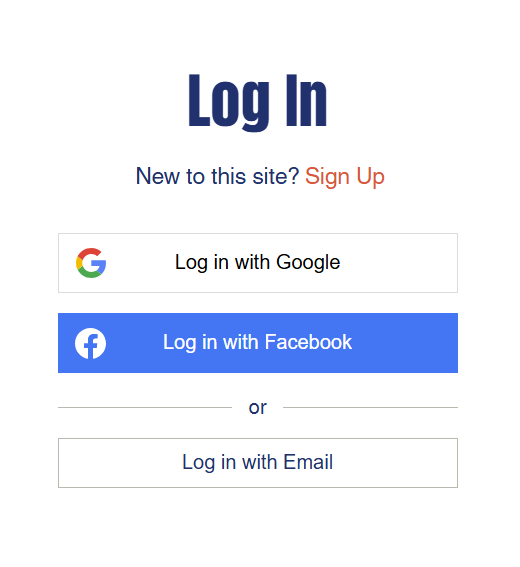 Log In
New to this site? Sign Up
Log in with Google
Log in with Facebook
or
Log in with Email